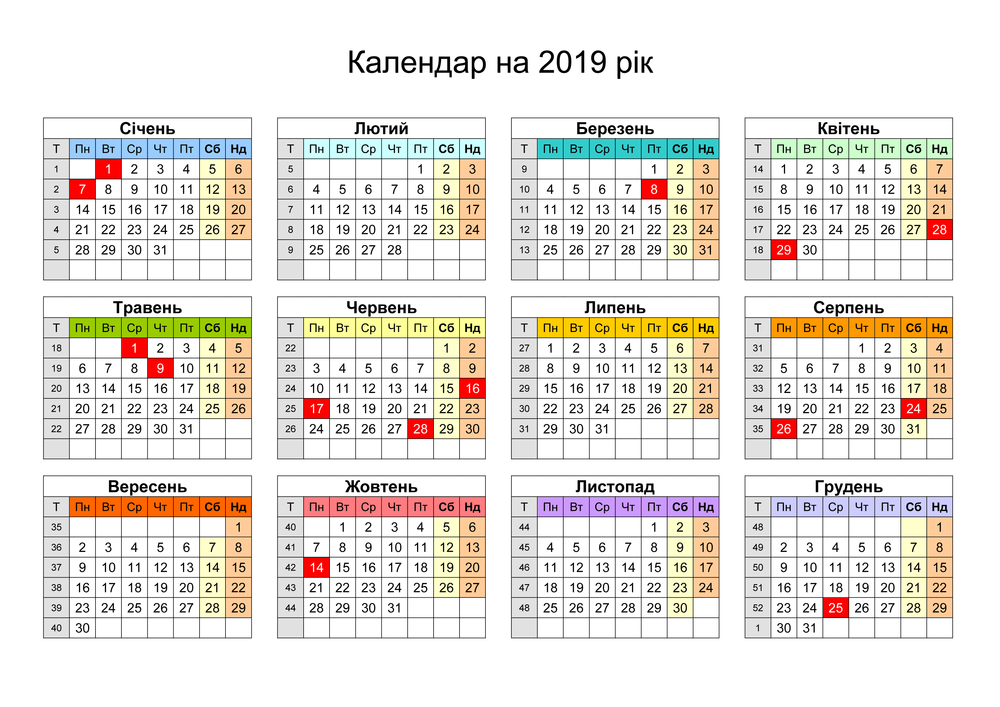 Календар на 2019 рік
Січень
Т Пн Вт Ср Чт Пт Сб Нд
1 1 2 3 4 5 6
2 7 8 9 10 11 12 13
3 14 15 16 17 18 19 20
4 21 22 23 24 25 26 27
5 28 29 30 31
Лютий
Т Пн Вт Ср Чт Пт Сб Нд
5 1 2 3
6 4 5 6 7 8 9 10
7 11 12 13 14 15 16 17
8 18 19 20 21 22 23 24
9 25 26 27 28
Березень
Т Пн Вт Ср Чт Пт Сб Нд
9 1 2 3
10 4 5 6 7 8 9 10
11 11 12 13 14 15 16 17
12 18 19 20 21 22 23 24
13 25 26 27 28 29 30 31
Квітень
Т Пн Вт Ср Чт Пт Сб Нд
14 1 2 3 4 5 6 7
15 8 9 10 11 12 13 14
16 15 16 17 18 19 20 21
17 22 23 24 25 26 27 28
18 29 30
Травень
Т Пн Вт Ср Чт Пт Сб Нд
18 1 2 3 4 5
19 6 7 8 9 10 11 12
20 13 14 15 16 17 18 19
21 20 21 22 23 24 25 26
22 27 28 29 30 31
Червень
Т Пн Вт Ср Чт Пт Сб Нд
22 1 2
23 3 4 5 6 7 8 9
24 10 11 12 13 14 15 16
25 17 18 19 20 21 22 23
26 24 25 26 27 28 29 30
Липень
Т Пн Вт Ср Чт Пт Сб Нд
27 1 2 3 4 5 6 7
28 8 9 10 11 12 13 14
29 15 16 17 18 19 20 21
30 22 23 24 25 26 27 28
31 29 30 31
Серпень
Т Пн Вт Ср Чт Пт Сб Нд
31 1 2 3 4
32 5 6 7 8 9 10 11
33 12 13 14 15 16 17 18
34 19 20 21 22 23 24 25
35 26 27 28 29 30 31
Вересень
Т Пн Вт Ср Чт Пт Сб Нд
35 1
36 2 3 4 5 6 7 8
37 9 10 11 12 13 14 15
38 16 17 18 19 20 21 22
39 23 24 25 26 27 28 29
40 30
Жовтень
Т Пн Вт Ср Чт Пт Сб Нд
40 1 2 3 4 5 6
41 7 8 9 10 11 12 13
42 14 15 16 17 18 19 20
43 21 22 23 24 25 26 27
44 28 29 30 31
Листопад
Т Пн Вт Ср Чт Пт Сб Нд
44 1 2 3
45 4 5 6 7 8 9 10
46 11 12 13 14 15 16 17
47 18 19 20 21 22 23 24
48 25 26 27 28 29 30
Грудень
Т Пн Вт Ср Чт Пт Сб Нд
48 1
49 2 3 4 5 6 7 8
50 9 10 11 12 13 14 15
51 16 17 18 19 20 21 22
52 23 24 25 26 27 28 29
1 30 31